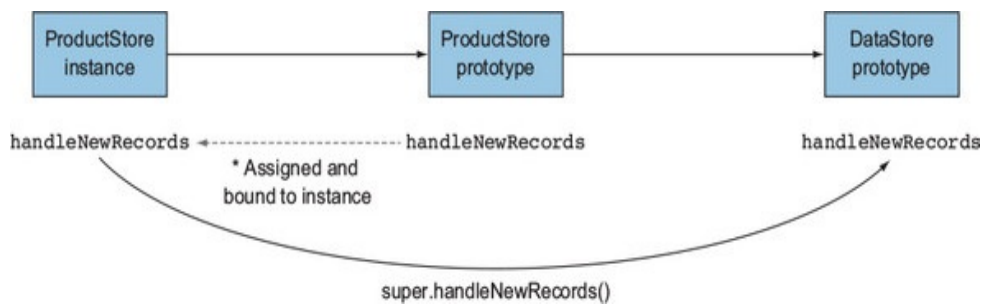 ProductStore
instance
ProductStore
prototype
DataStore
prototype
handleNewRecords
handleNewRecords
handleNewRecords
* Assigned and
bound to instance
super.handleNewRecords()